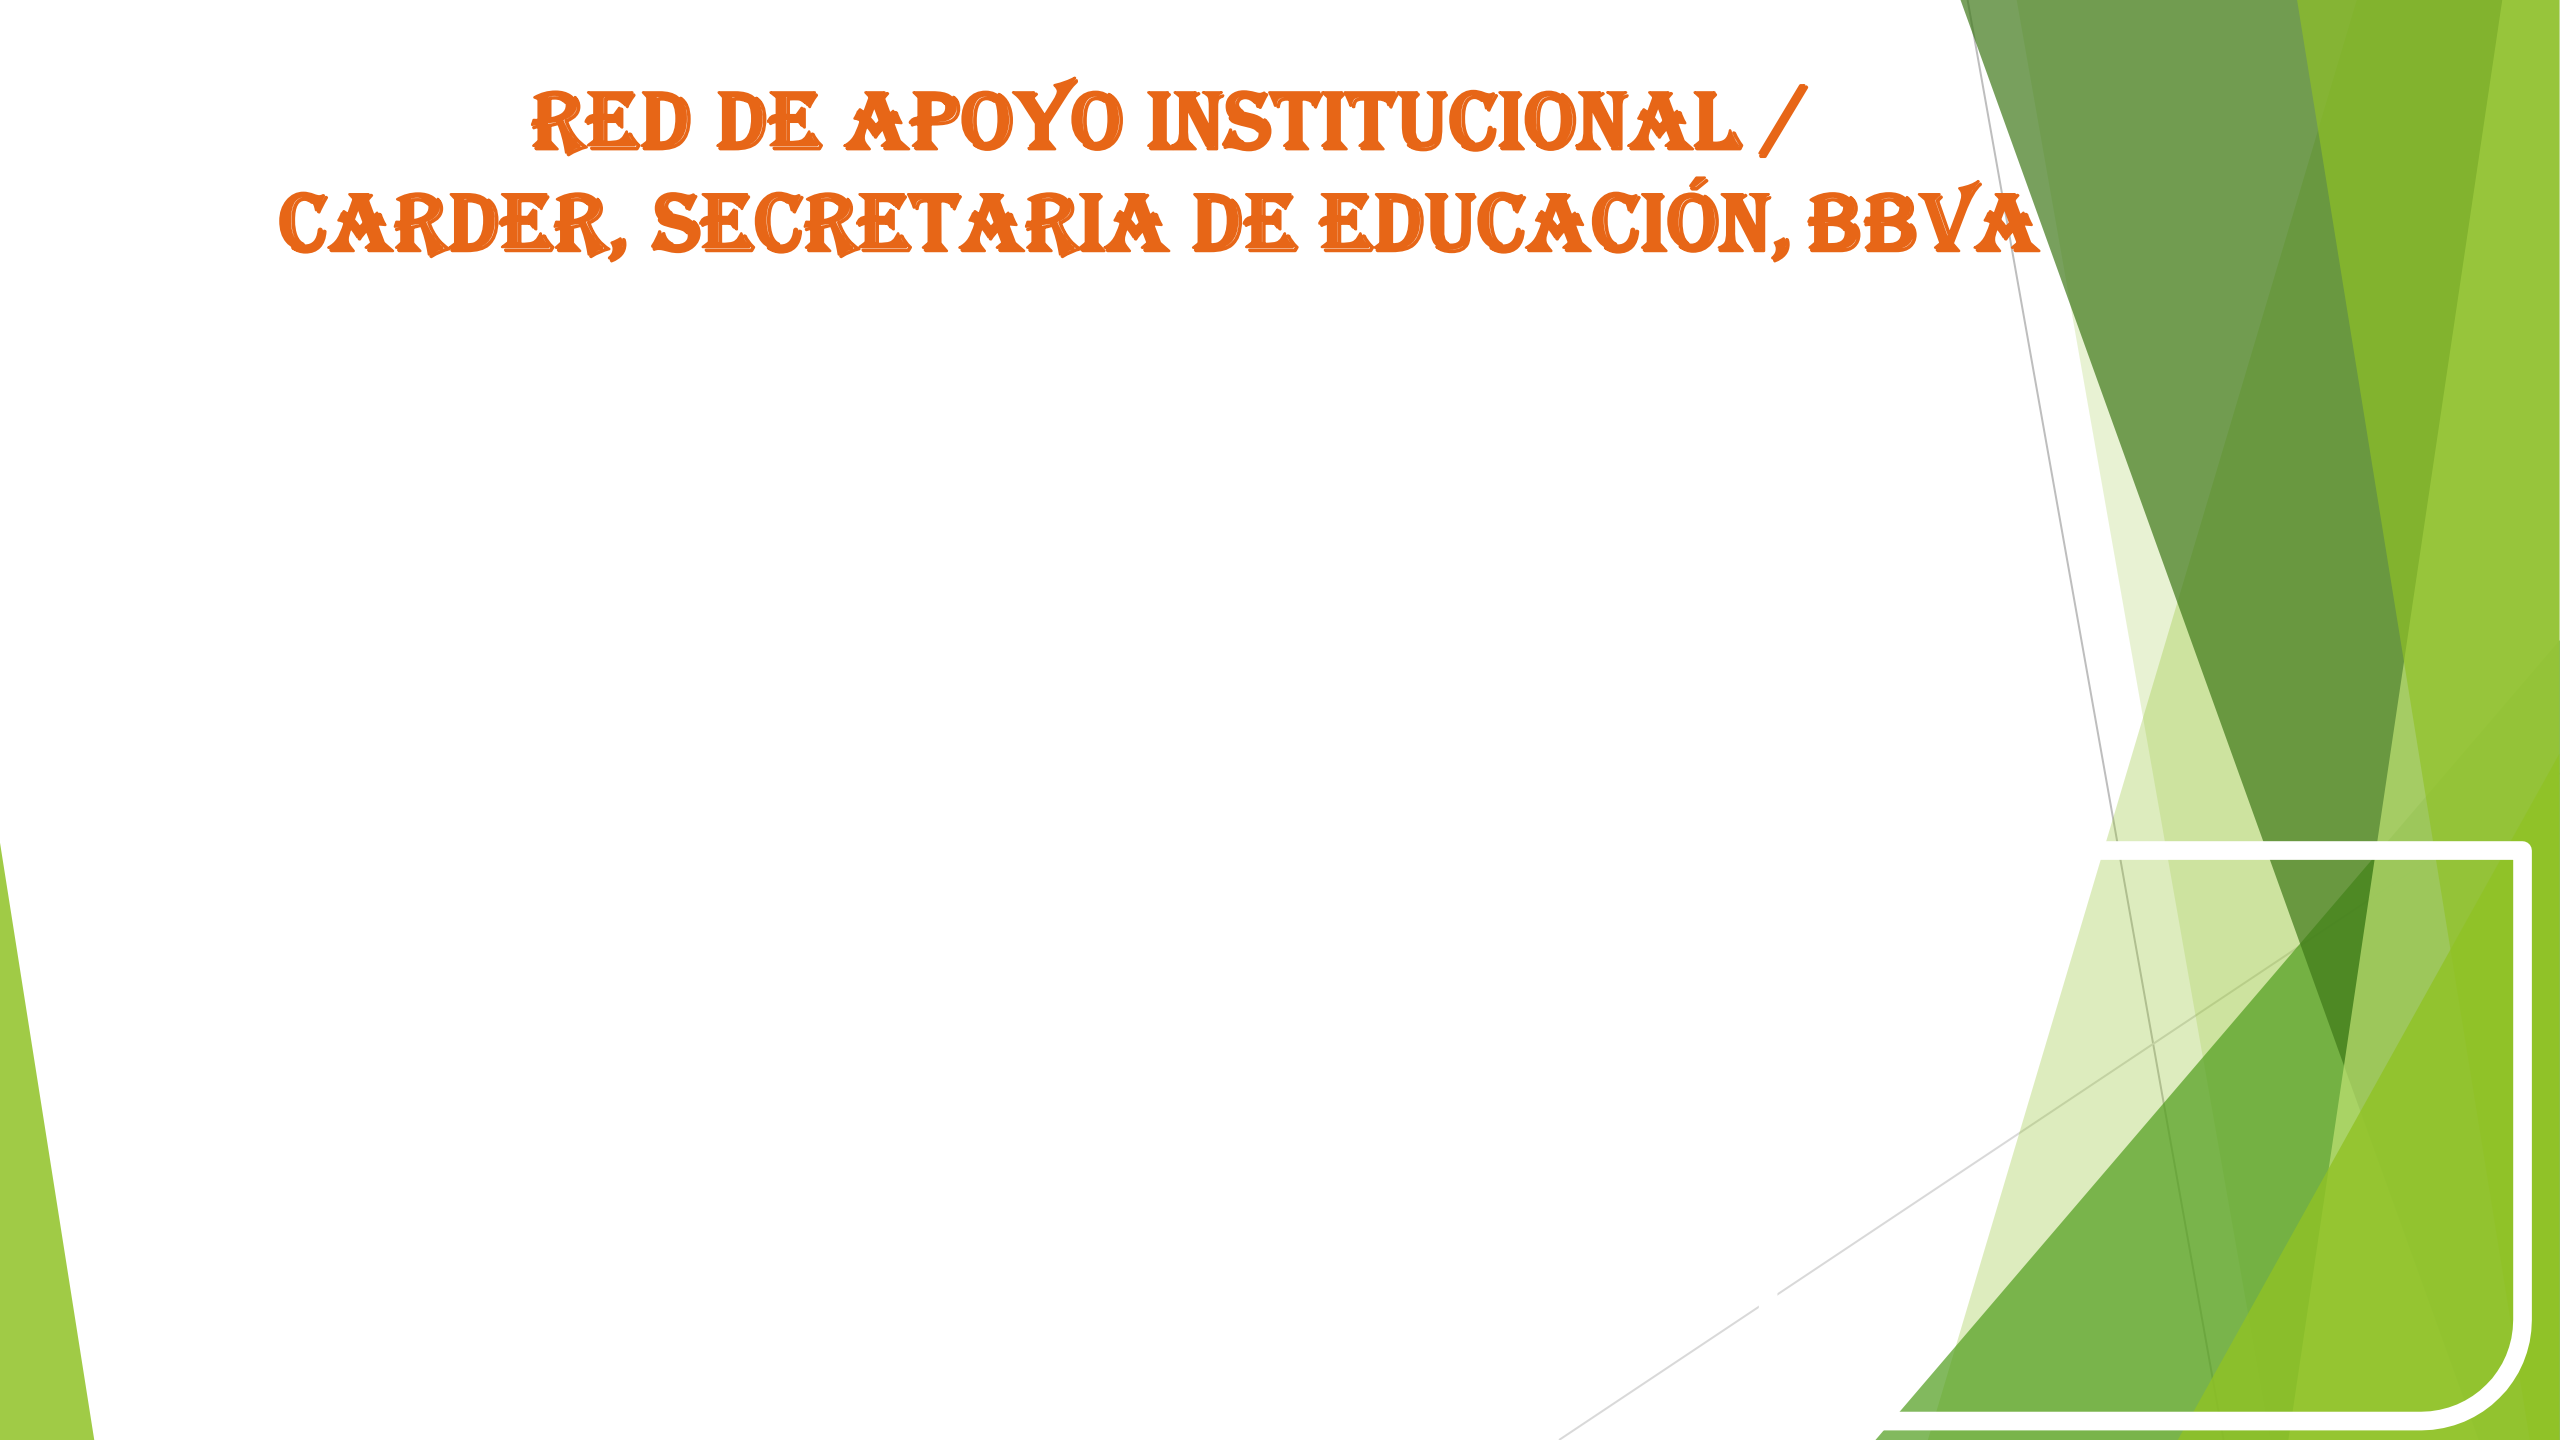 RED DE APOYO INSTITUCIONAL /
CARDER, SECRETARIA DE EDUCACIÓN, BBVA